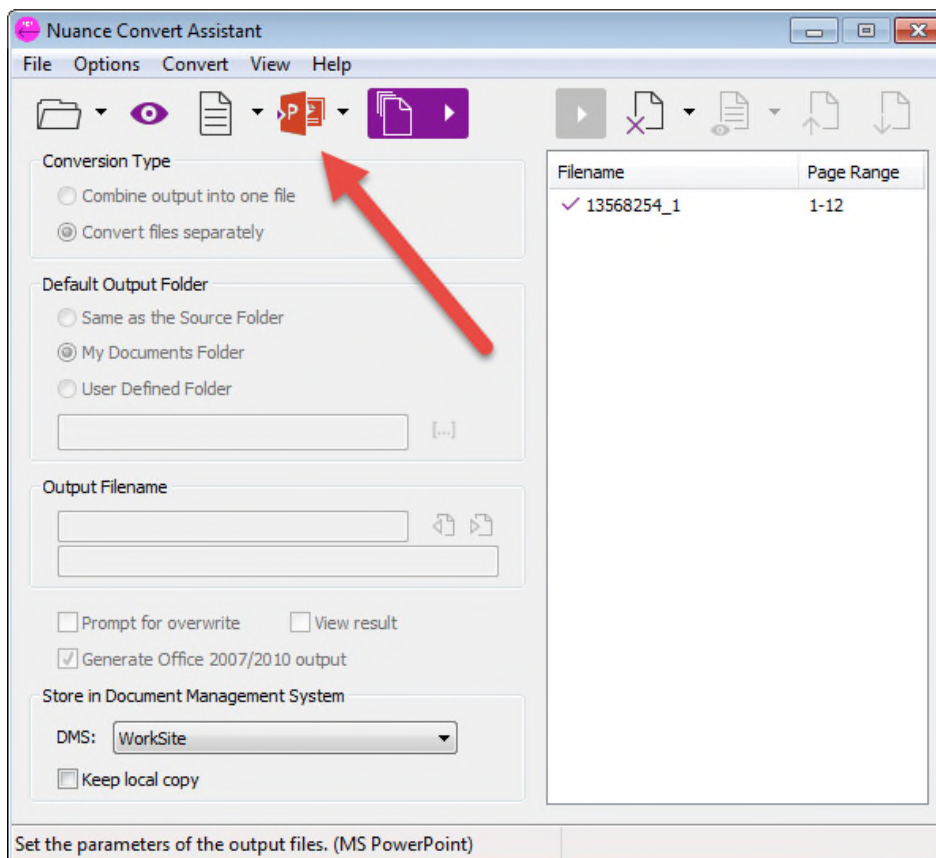 Nuance Convert Assistant
File Options Convert View Help
Conversion Type
Combine output into one file
Convert files separately
Default Output Folder
Same as the Source Folder
My Documents Folder
User Defined Folder
[...]
Output Filename
Prompt for overwrite View result
Generate Office 2007/2010 output
Store in Document Management System
DMS: WorkSite
Keep local copy
Filename Page Range
13568254_1 1-12
Set the parameters of the output files. (MS PowerPoint)